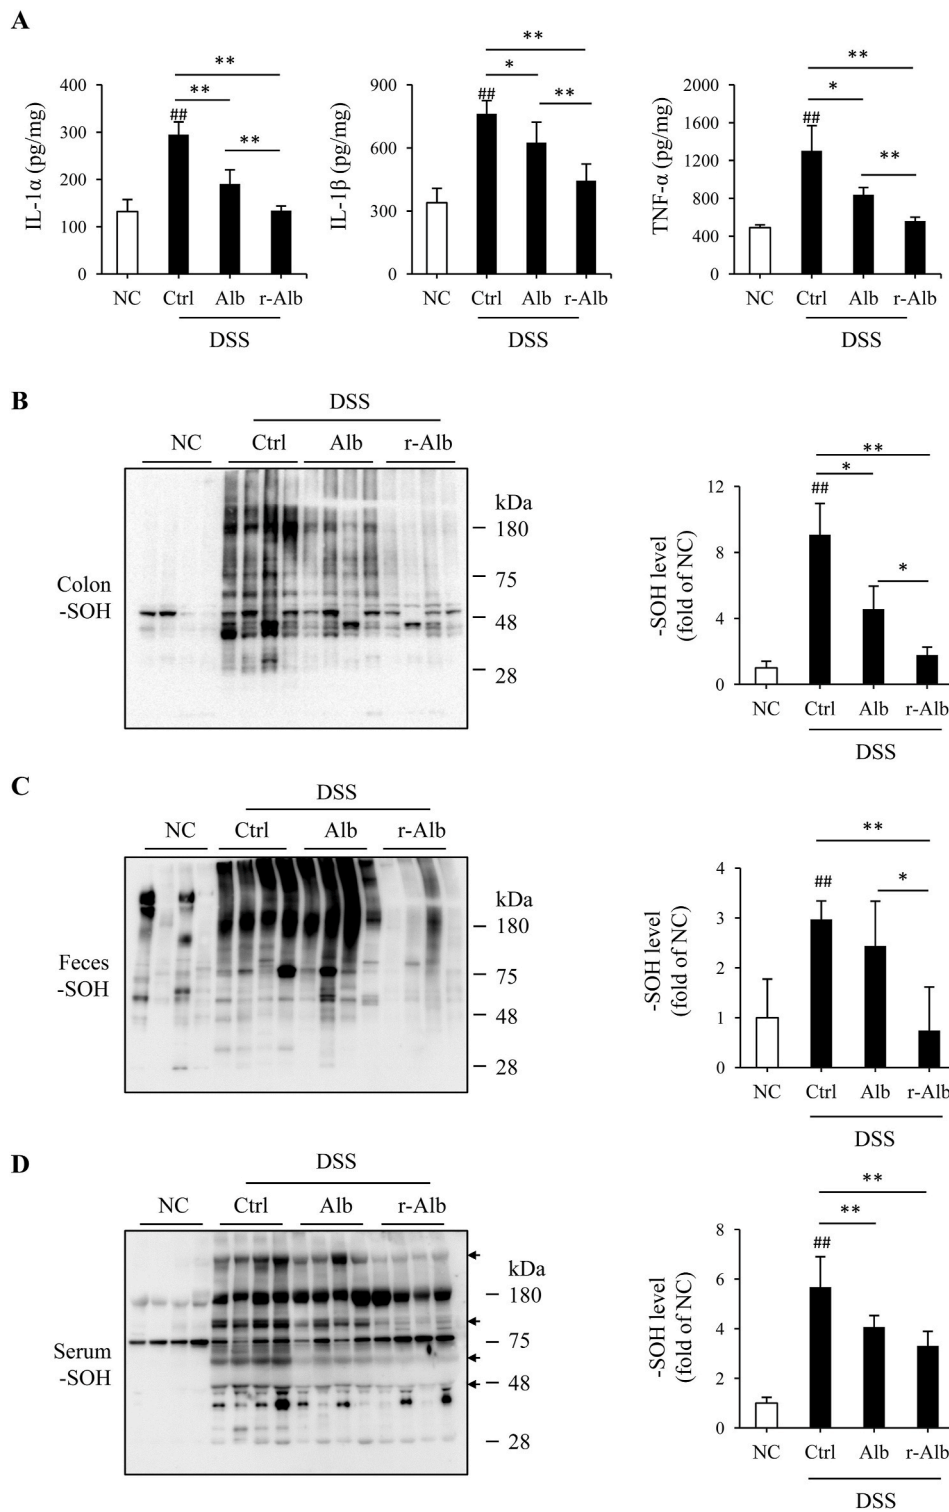 A
IL-1α (pg/mg)
400
300
200
100
0
##
**
**
**
NC Ctrl Alb r-Alb
DSS
IL-1β (pg/mg)
900
600
300
0
##
*
**
**
NC Ctrl Alb r-Alb
DSS
TNF-α (pg/mg)
2000
1600
1200
800
400
0
##
*
**
**
NC Ctrl Alb r-Alb
DSS
B
DSS
NC Ctrl Alb r-Alb
Colon
-SOH
kDa
180
75
48
28
-SOH level
(fold of NC)
12
8
4
0
##
*
**
*
NC Ctrl Alb r-Alb
DSS
C
DSS
NC Ctrl Alb r-Alb
Feces
-SOH
kDa
180
75
48
28
-SOH level
(fold of NC)
4
3
2
1
0
##
**
*
NC Ctrl Alb r-Alb
DSS
D
DSS
NC Ctrl Alb r-Alb
Serum
-SOH
kDa
180
75
48
28
-SOH level
(fold of NC)
8
6
4
2
0
##
**
**
NC Ctrl Alb r-Alb
DSS